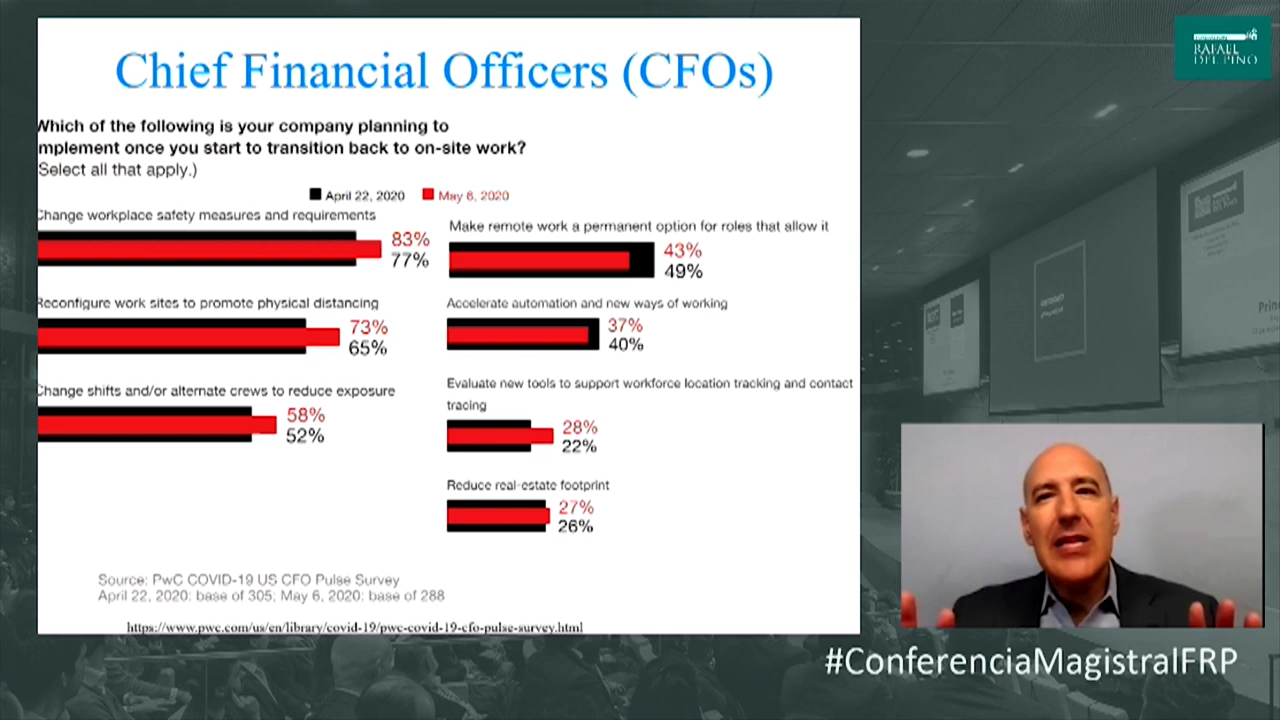 Chief Financial Officers (CFOs)
Which of the following is your company planning to
mplement once you start to transition back to on-site work?
Select all that apply.)
April 22, 2020
May 6, 2020
Change workplace safety measures and requirements
83%
77%
Reconfigure work sites to promote physical distancing
73%
65%
Change shifts and/or alternate crews to reduce exposure
58%
52%
Make remote work a permanent option for roles that allow it
43%
49%
Accelerate automation and new ways of working
37%
40%
Evaluate new tools to support workforce location tracking and contact
tracing
28%
22%
Reduce real-estate footprint
27%
26%
Source: PwC COVID-19 US CFO Pulse Survey
April 22, 2020: base of 305; May 6, 2020: base of 288
https://www.pwc.com/us/en/library/covid-19/pwc-covid-19-cfo-pulse-survey.html
RAFAEL
DEL PINO
#ConferenciaMagistralFRP